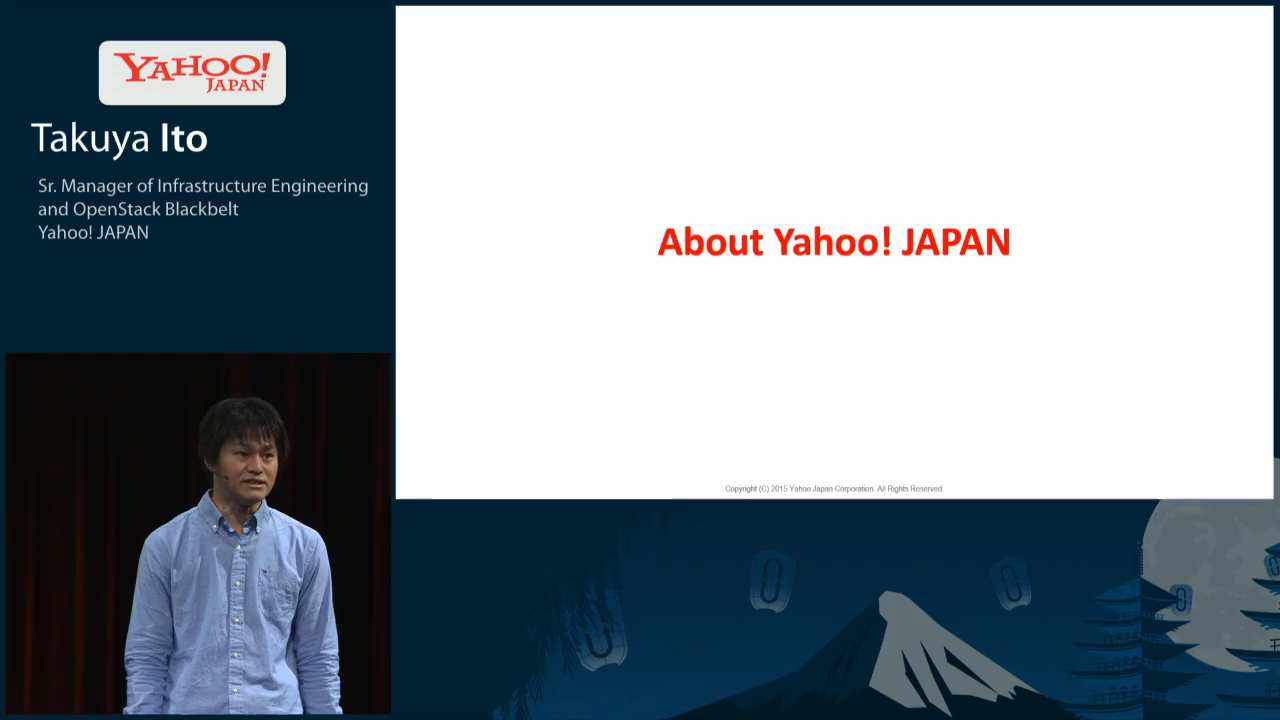 YAHOO!
JAPAN
Takuya Ito
Sr. Manager of Infrastructure Engineering
and OpenStack Blackbelt
Yahoo! JAPAN
About Yahoo! JAPAN
Copyright (C) 2015 Yahoo Japan Corporation. All Rights Reserved.